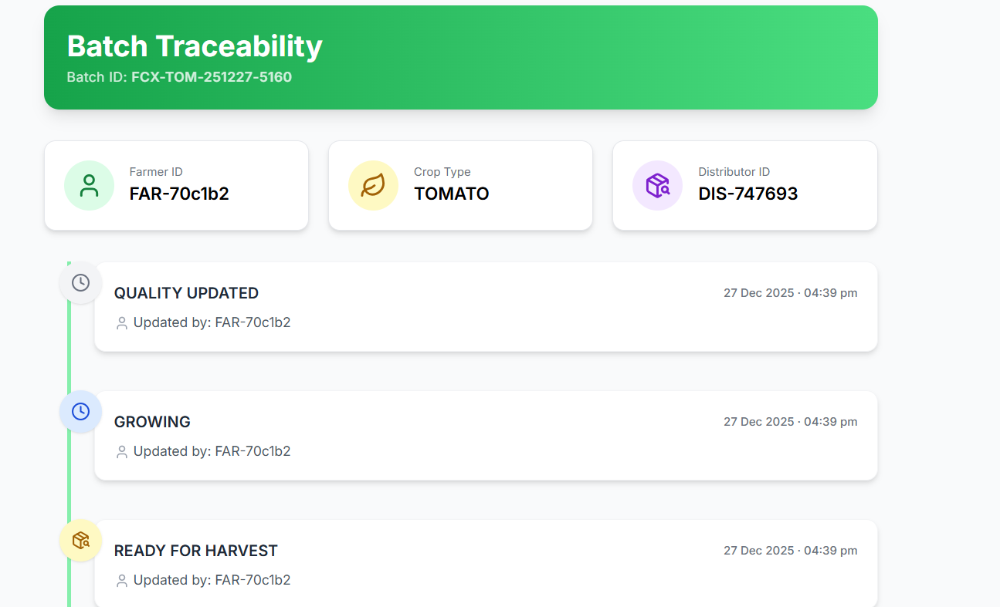 Batch Traceability
Batch ID: FCX-TOM-251227-5160
Farmer ID
FAR-70c1b2
Crop Type
TOMATO
Distributor ID
DIS-747693
QUALITY UPDATED
27 Dec 2025 · 04:39 pm
Updated by: FAR-70c1b2
GROWING
27 Dec 2025 · 04:39 pm
Updated by: FAR-70c1b2
READY FOR HARVEST
27 Dec 2025 · 04:39 pm
Updated by: FAR-70c1b2